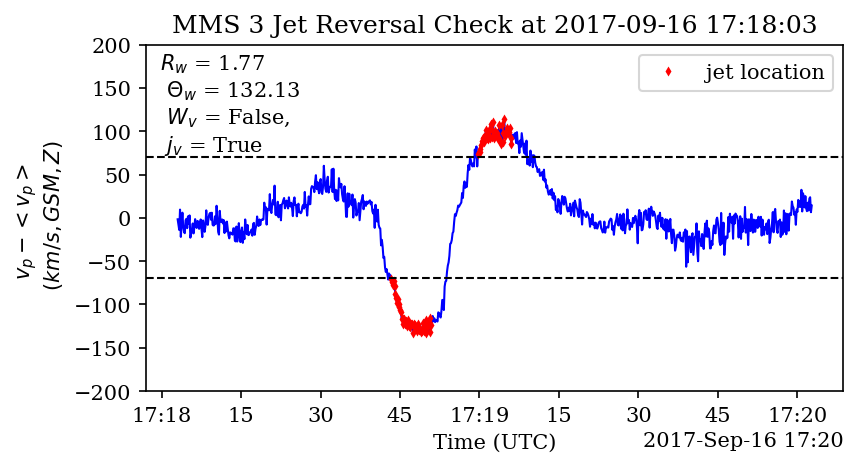 MMS 3 Jet Reversal Check at 2017-09-16 17:18:03
R_w = 1.77
Θ_w = 132.13
W_v = False,
j_v = True
jet location
v_p − < v_p >
(km/s, GSM, Z)
200
150
100
50
0
−50
−100
−150
−200
17:18 15 30 45 17:19 15 30 45 17:20
Time (UTC) 2017-Sep-16 17:20